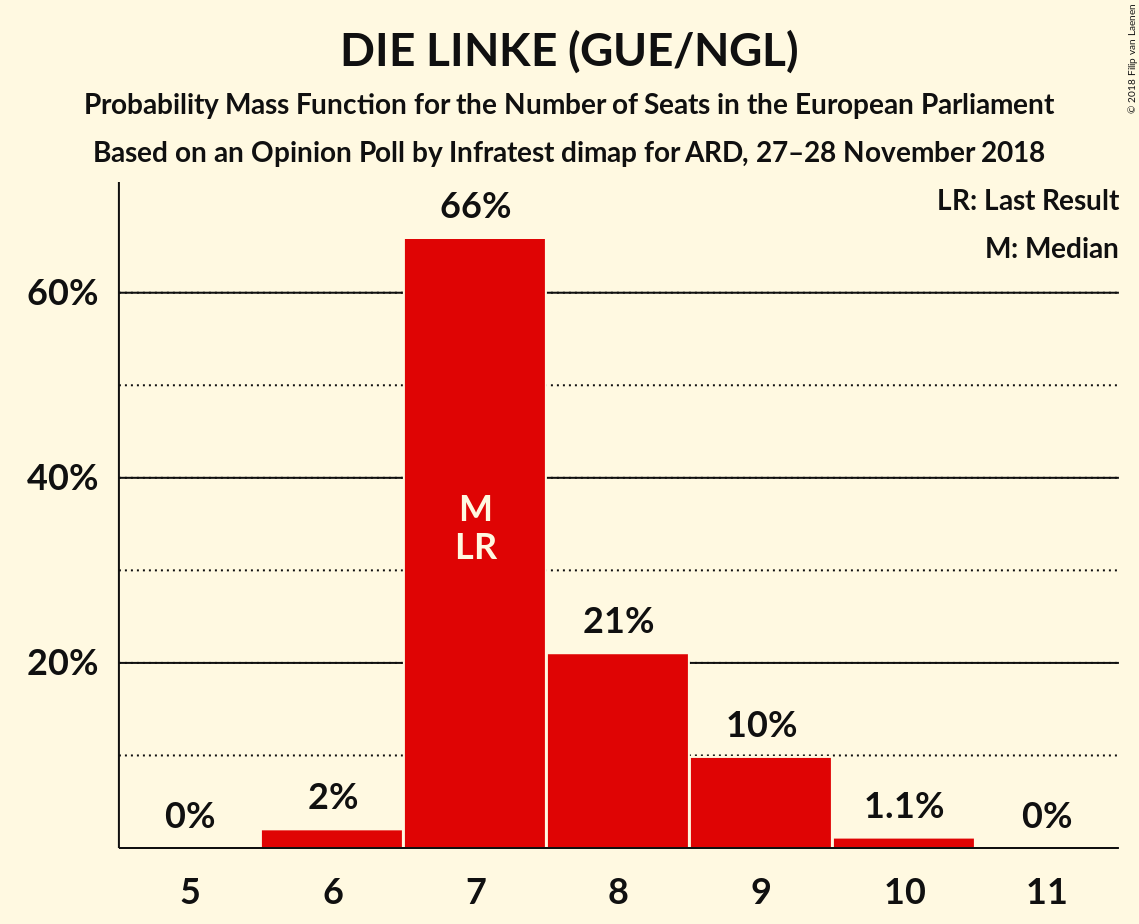 DIE LINKE (GUE/NGL)
Probability Mass Function for the Number of Seats in the European Parliament
Based on an Opinion Poll by Infratest dimap for ARD, 27–28 November 2018
© 2018 Filip van Laenen
LR: Last Result
M: Median
60%
40%
20%
0%
2%
66%
M
LR
21%
10%
1.1%
0%
5
6
7
8
9
10
11